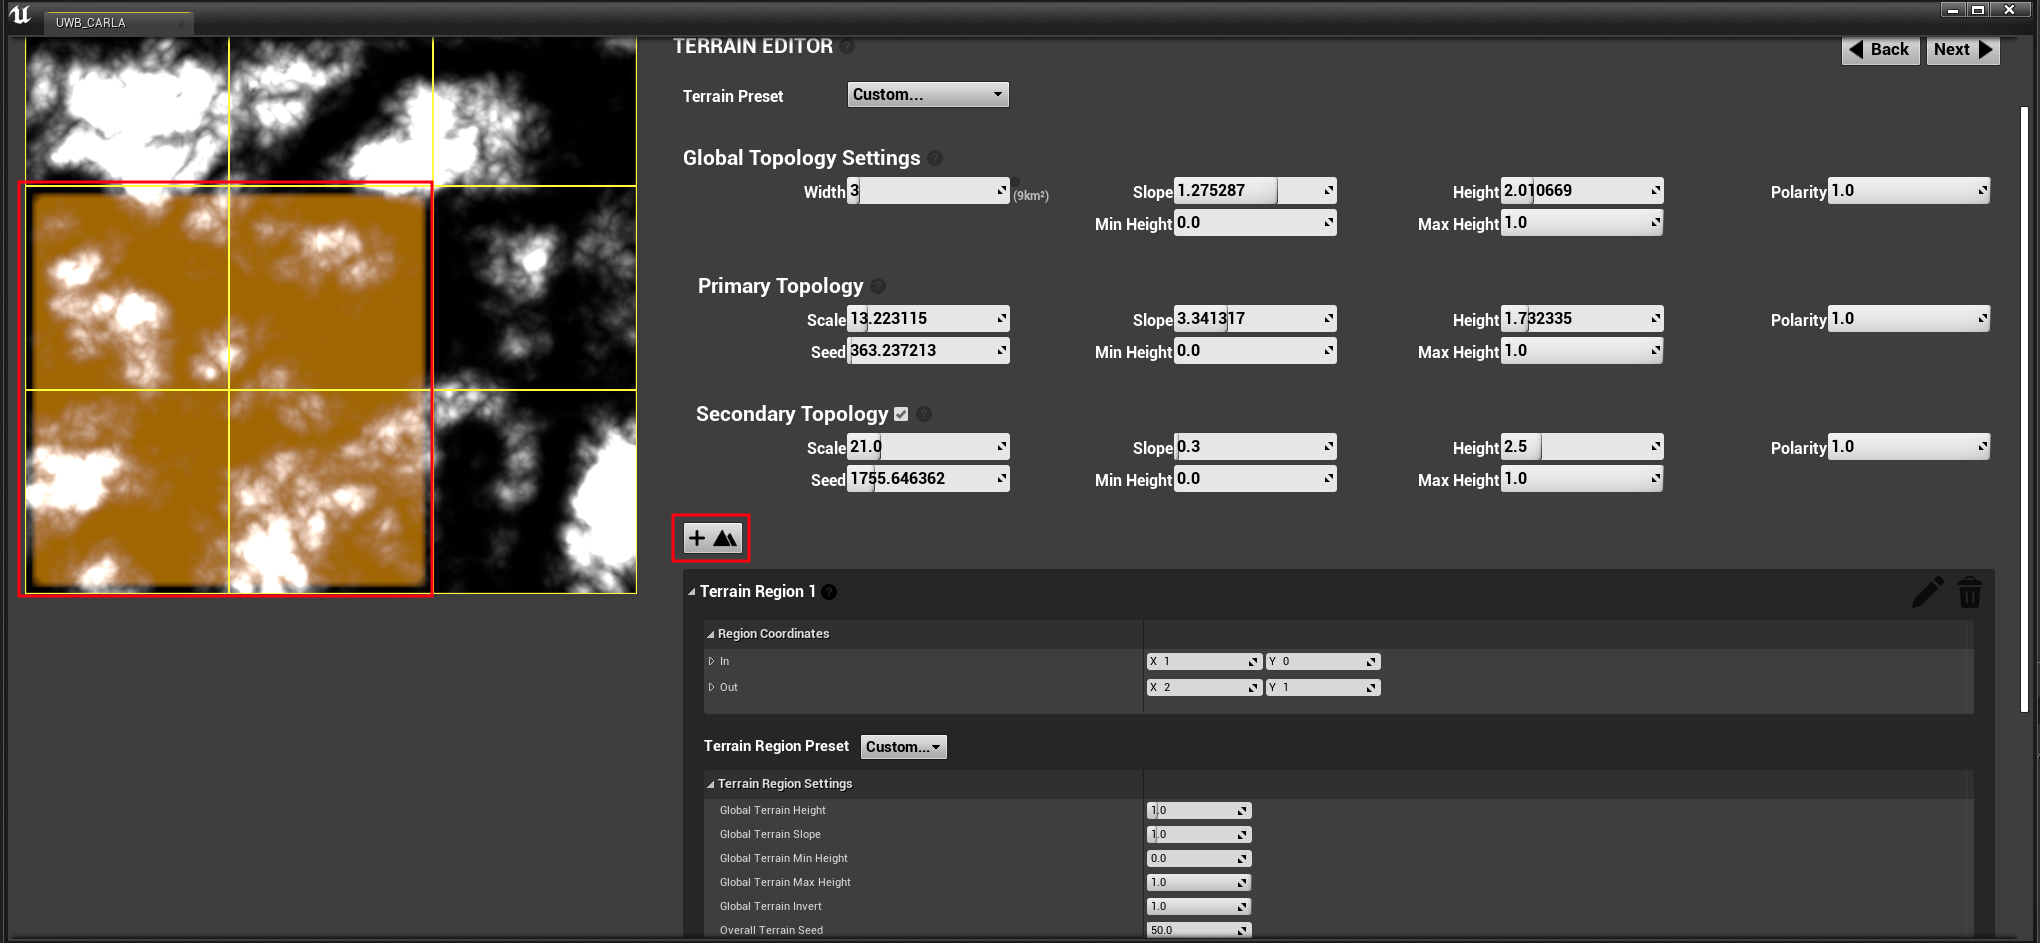 UWB_CARLA
TERRAIN EDITOR ?
Back Next
Terrain Preset Custom...
Global Topology Settings ?
Width 3 (9km²) Slope 1.275287 Height 2.010669 Polarity 1.0
Min Height 0.0 Max Height 1.0
Primary Topology ?
Scale 13.223115 Slope 3.341317 Height 1.732335 Polarity 1.0
Seed 363.237213 Min Height 0.0 Max Height 1.0
Secondary Topology ?
Scale 21.0 Slope 0.3 Height 2.5 Polarity 1.0
Seed 1755.646362 Min Height 0.0 Max Height 1.0
+
Terrain Region 1 ?
Region Coordinates
In X 1 Y 0
Out X 2 Y 1
Terrain Region Preset Custom...
Terrain Region Settings
Global Terrain Height 1.0
Global Terrain Slope 1.0
Global Terrain Min Height 0.0
Global Terrain Max Height 1.0
Global Terrain Invert 1.0
Overall Terrain Seed 50.0